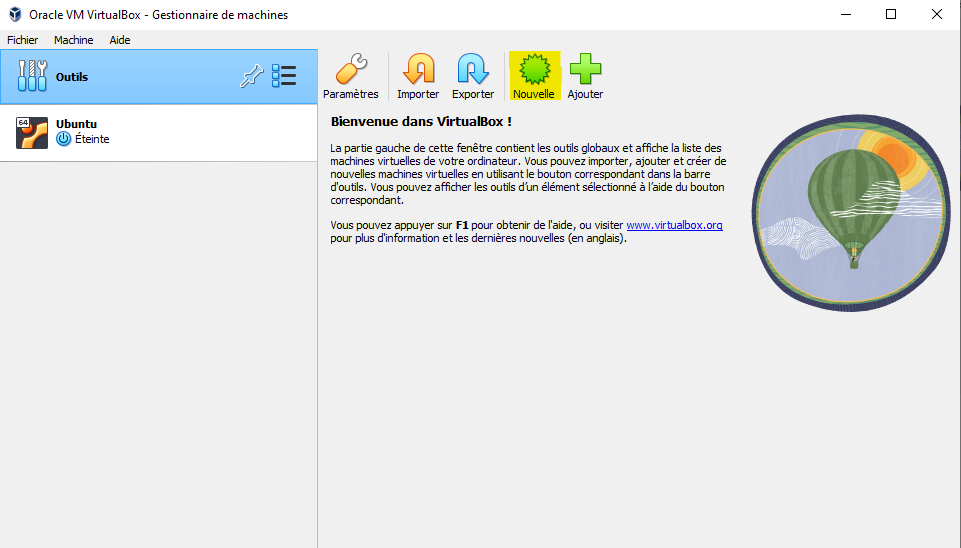 Oracle VM VirtualBox - Gestionnaire de machines
Fichier Machine Aide
Outils
Paramètres Importer Exporter Nouvelle Ajouter
64
Ubuntu
Éteinte
Bienvenue dans VirtualBox !
La partie gauche de cette fenêtre contient les outils globaux et affiche la liste des
machines virtuelles de votre ordinateur. Vous pouvez importer, ajouter et créer de
nouvelles machines virtuelles en utilisant le bouton correspondant dans la barre
d'outils. Vous pouvez afficher les outils d’un élément sélectionné à l’aide du bouton
correspondant.
Vous pouvez appuyer sur F1 pour obtenir de l'aide, ou visiter www.virtualbox.org
pour plus d'information et les dernières nouvelles (en anglais).